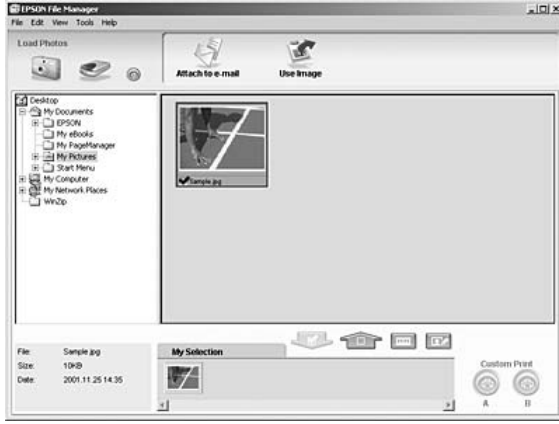 EPSON File Manager
File Edit View Tools Help
Load Photos
Attach to e-mail
Use Image
Desktop
My Documents
EPSON
My eBooks
My PageManager
My Pictures
Start Menu
My Computer
My Network Places
WinZip
Sample.jpg
File: Sample.jpg
Size: 10KB
Date: 2001.11.25 14:35
My Selection
Custom Print
A B